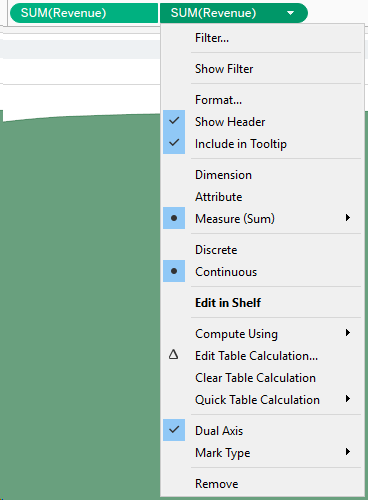 SUM(Revenue) SUM(Revenue)
Filter...
Show Filter
Format...
Show Header
Include in Tooltip
Dimension
Attribute
Measure (Sum)
Discrete
Continuous
Edit in Shelf
Compute Using
Edit Table Calculation...
Clear Table Calculation
Quick Table Calculation
Dual Axis
Mark Type
Remove